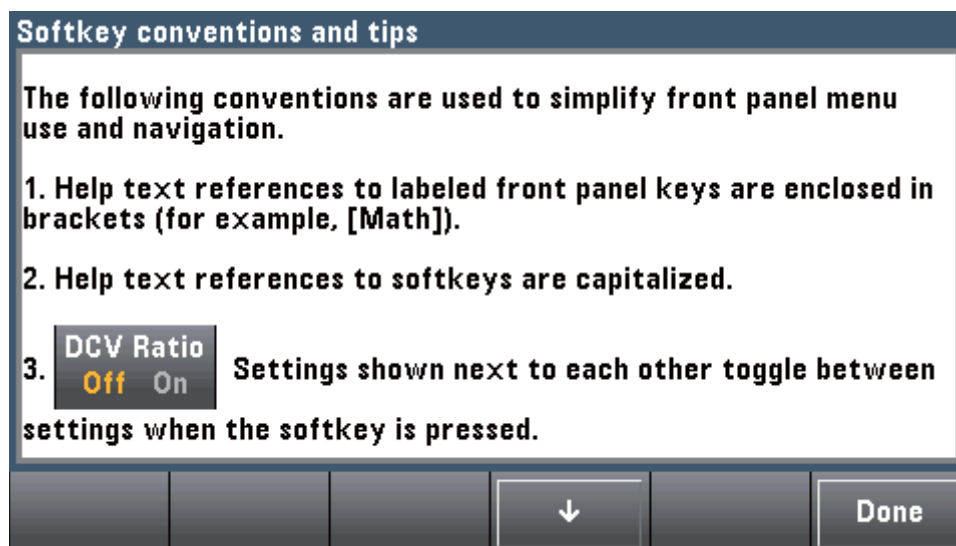 Softkey conventions and tips
The following conventions are used to simplify front panel menu
use and navigation.
1. Help text references to labeled front panel keys are enclosed in
brackets (for example, [Math]).
2. Help text references to softkeys are capitalized.
DCV Ratio
Off On
3. Settings shown next to each other toggle between
settings when the softkey is pressed.
↓
Done